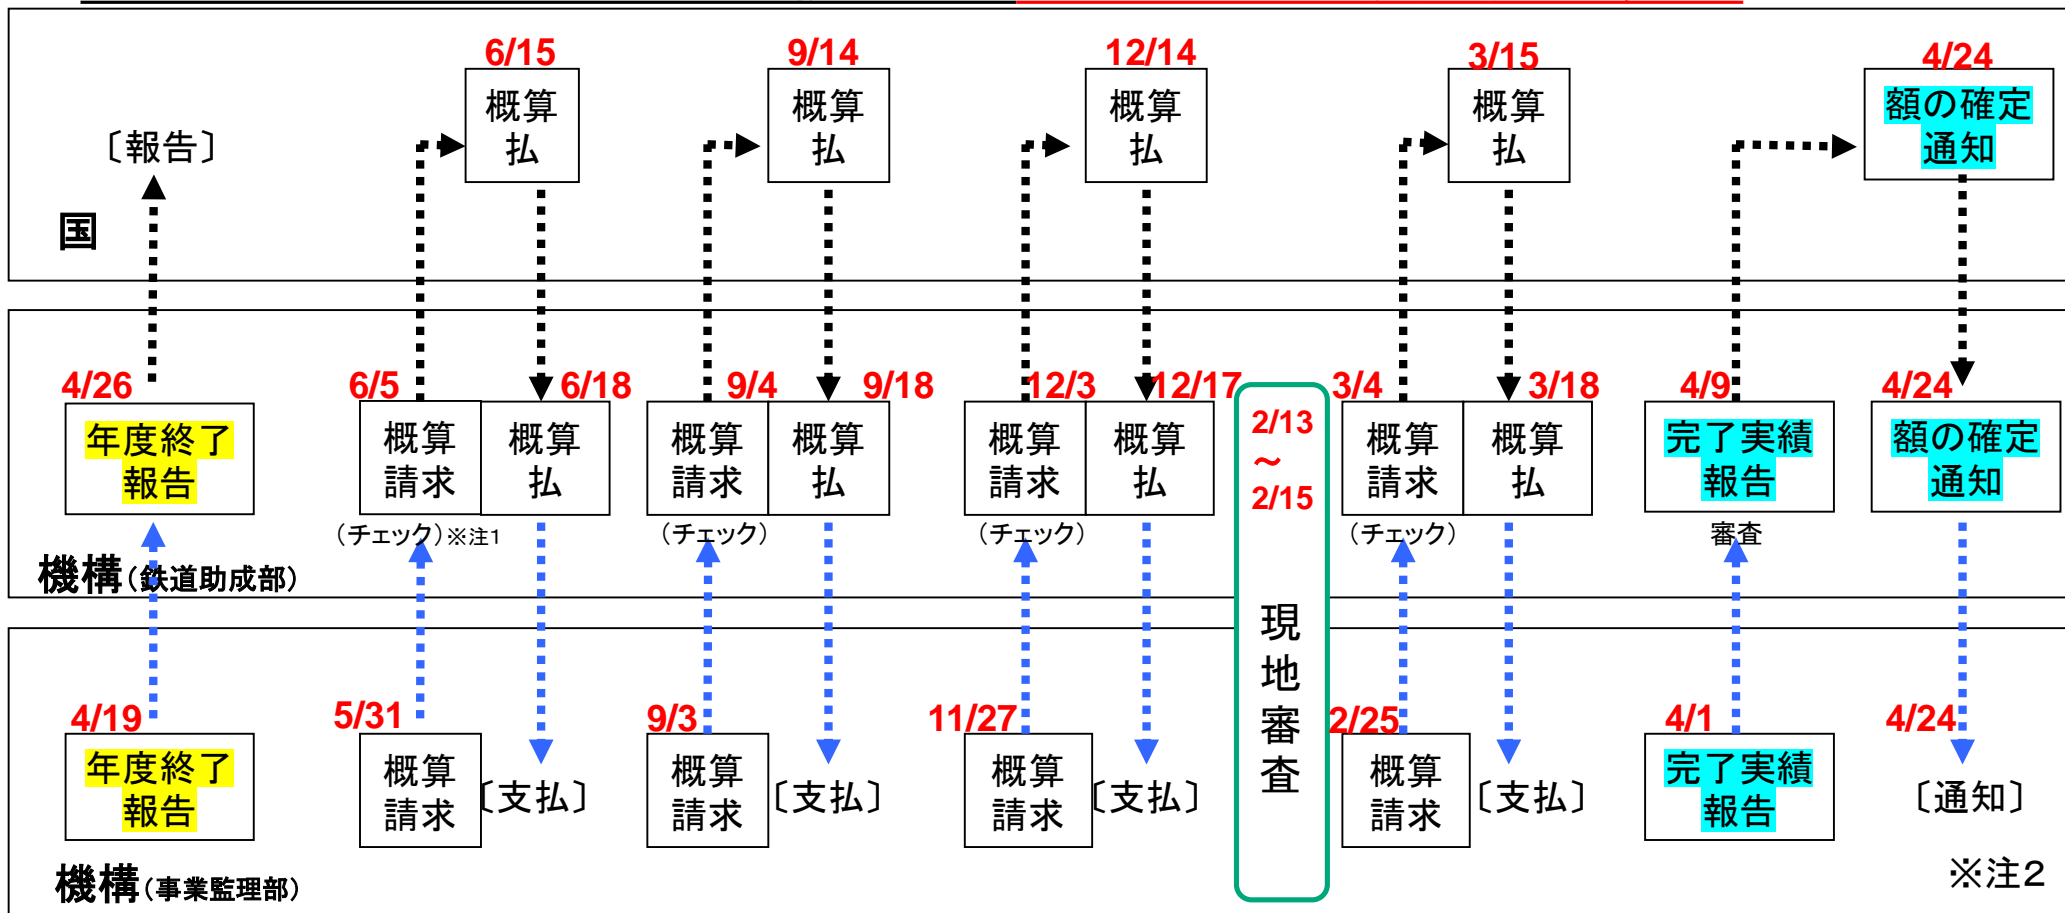 6/15
9/14
12/14
3/15
4/24
概算
払
概算
払
概算
払
概算
払
額の確定
通知
〔報告〕
国
4/26
6/5
6/18
9/4
9/18
12/3
12/17
3/4
3/18
4/9
4/24
年度終了
報告
概算
請求
概算
払
概算
請求
概算
払
概算
請求
概算
払
2/13
～
2/15
現
地
審
査
概算
請求
概算
払
完了実績
報告
額の確定
通知
(チェック)※注1
(チェック)
(チェック)
(チェック)
審査
機構(鉄道助成部)
4/19
5/31
9/3
11/27
2/25
4/1
4/24
年度終了
報告
概算
請求
〔支払〕
概算
請求
〔支払〕
概算
請求
〔支払〕
概算
請求
〔支払〕
完了実績
報告
〔通知〕
機構(事業監理部)
※注2